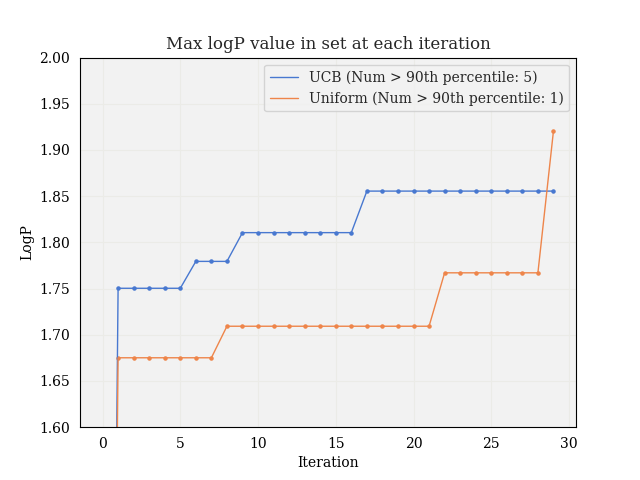 Max logP value in set at each iteration
UCB (Num > 90th percentile: 5)
Uniform (Num > 90th percentile: 1)
LogP
2.00
1.95
1.90
1.85
1.80
1.75
1.70
1.65
1.60
0 5 10 15 20 25 30
Iteration